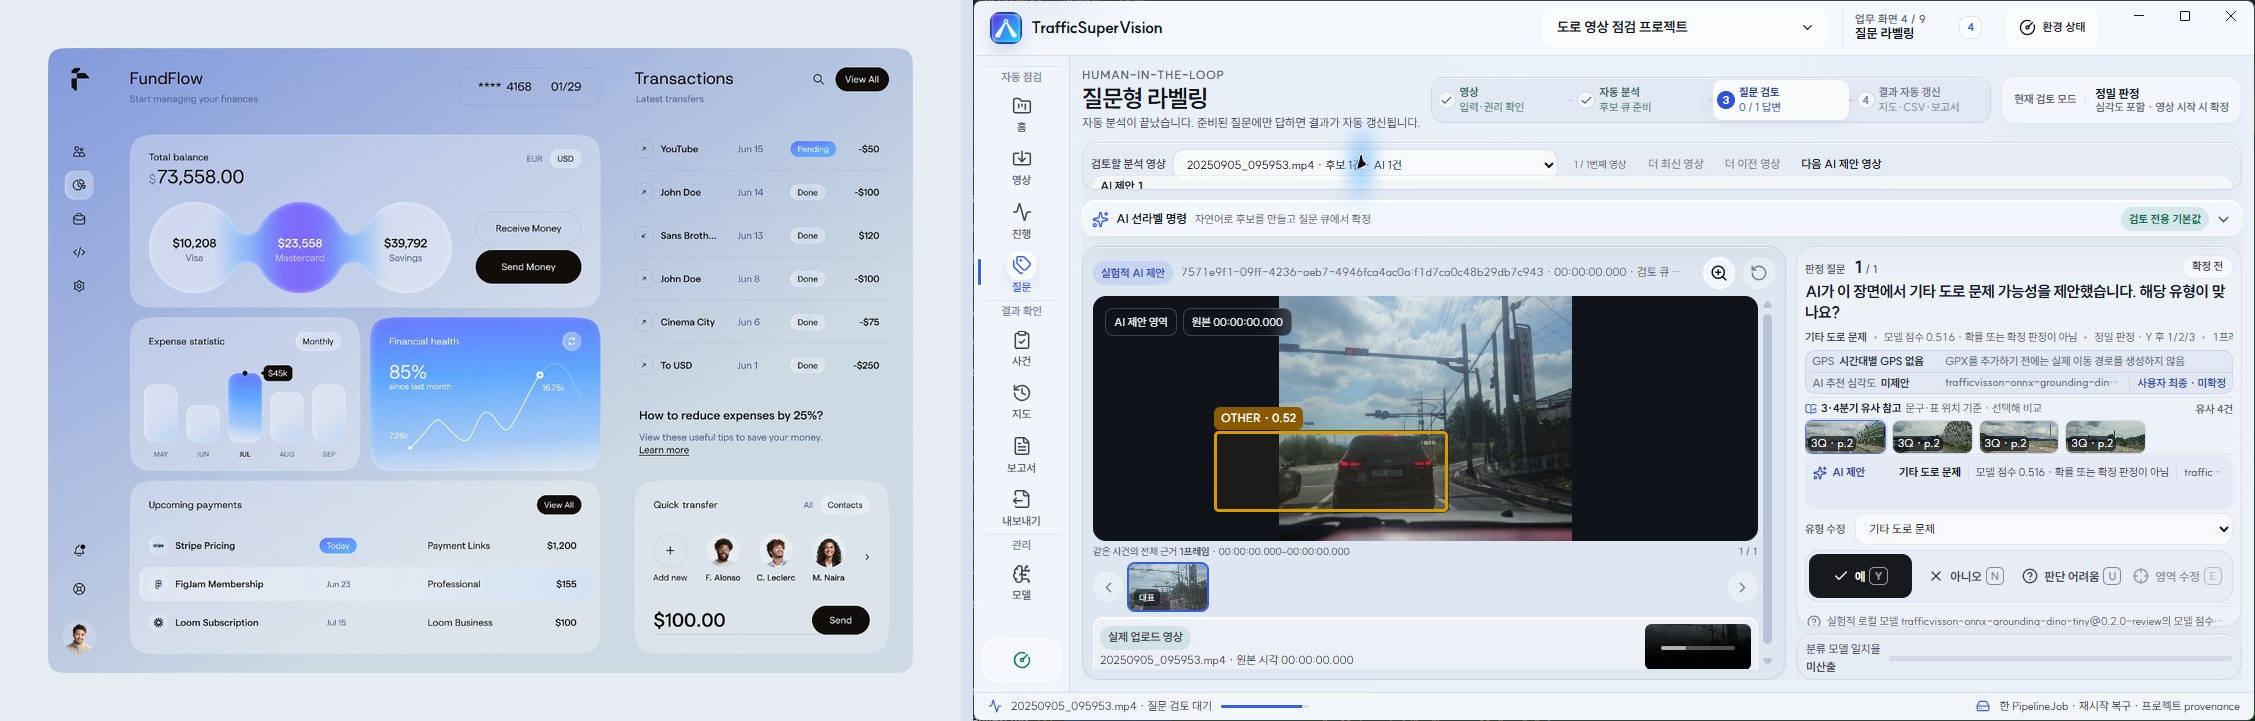 FundFlow
Start managing your finances
**** 4168 01/29
Total balance
EUR USD
$73,558.00
$10,208
Visa
$23,558
Mastercard
$39,792
Savings
Receive Money
Send Money
Expense statistic
Monthly
$45k
MAY JUN JUL AUG SEP
Financial health
85%
since last month
16.75k
7.25k
Upcoming payments
View All
Stripe Pricing Today Payment Links $1,200
FigJam Membership Jun 23 Professional $155
Loom Subscription Jul 15 Loom Business $100
Transactions
View All
Latest transfers
YouTube Jun 15 Pending -$50
John Doe Jun 14 Done -$100
Sans Broth... Jun 13 Done $120
John Doe Jun 8 Done -$100
Cinema City Jun 6 Done -$75
To USD Jun 1 Done -$250
How to reduce expenses by 25%?
View these useful tips to save your money.
Learn more
Quick transfer
All Contacts
Add new F. Alonso C. Leclerc M. Naira
$100.00
Send
TrafficSuperVision
도로 영상 점검 프로젝트
업무 화면 4 / 9
질문 라벨링
4
환경 상태
자동 점검
홈
영상
진행
질문
결과 확인
사건
지도
보고서
내보내기
관리
모델
HUMAN-IN-THE-LOOP
질문형 라벨링
자동 분석이 끝났습니다. 준비된 질문에만 답하면 결과가 자동 갱신됩니다.
영상
입력·권리 확인
자동 분석
후보 큐 준비
3 질문 검토
0 / 1 답변
4 결과 자동 갱신
지도·CSV·보고서
현재 검토 모드
정밀 판정
심각도 포함 · 영상 시작 시 확정
검토할 분석 영상
20250905_095953.mp4 · 후보 1건 · AI 1건
1 / 1번째 영상
더 최신 영상
더 이전 영상
다음 AI 제안 영상
AI 제안 1
AI 선라벨 명령 자연어로 후보를 만들고 질문 큐에서 확정
검토 전용 기본값
실험적 AI 제안
7571e9f1-09ff-4236-aeb7-4946fca4ac0a:f1d7ca0c48b29db7c943 · 00:00:00.000 · 검토 큐 ···
AI 제안 영역
원본 00:00:00.000
OTHER · 0.52
같은 사건의 전체 근거 1프레임 · 00:00:00.000–00:00:00.000
1 / 1
대표
실제 업로드 영상
20250905_095953.mp4 · 원본 시각 00:00:00.000
판정 질문 1 / 1
확정 전
AI가 이 장면에서 기타 도로 문제 가능성을 제안했습니다. 해당 유형이 맞
나요?
기타 도로 문제 · 모델 점수 0.516 · 확률 또는 확정 판정이 아님 · 정밀 판정 · Y 후 1/2/3 · 1프레
GPS 시간대별 GPS 없음 GPX를 추가하기 전에는 실제 이동 경로를 생성하지 않음
AI 추천 심각도 미제안 trafficvisson-onnx-grounding-din··· 사용자 최종 · 미확정
3·4분기 유사 참고 문구·표 위치 기준 · 선택해 비교
유사 4건
3Q · p.2
3Q · p.2
3Q · p.2
3Q · p.2
AI 제안
기타 도로 문제
모델 점수 0.516 · 확률 또는 확정 판정이 아님
traffic···
유형 수정
기타 도로 문제
예 Y
아니오 N
판단 어려움 U
영역 수정 E
실험적 로컬 모델 trafficvisson-onnx-grounding-dino-tiny@0.2.0-review의 모델 점수···
분류 모델 일치율
미산출
20250905_095953.mp4 · 질문 검토 대기
한 PipelineJob · 재시작 복구 · 프로젝트 provenance